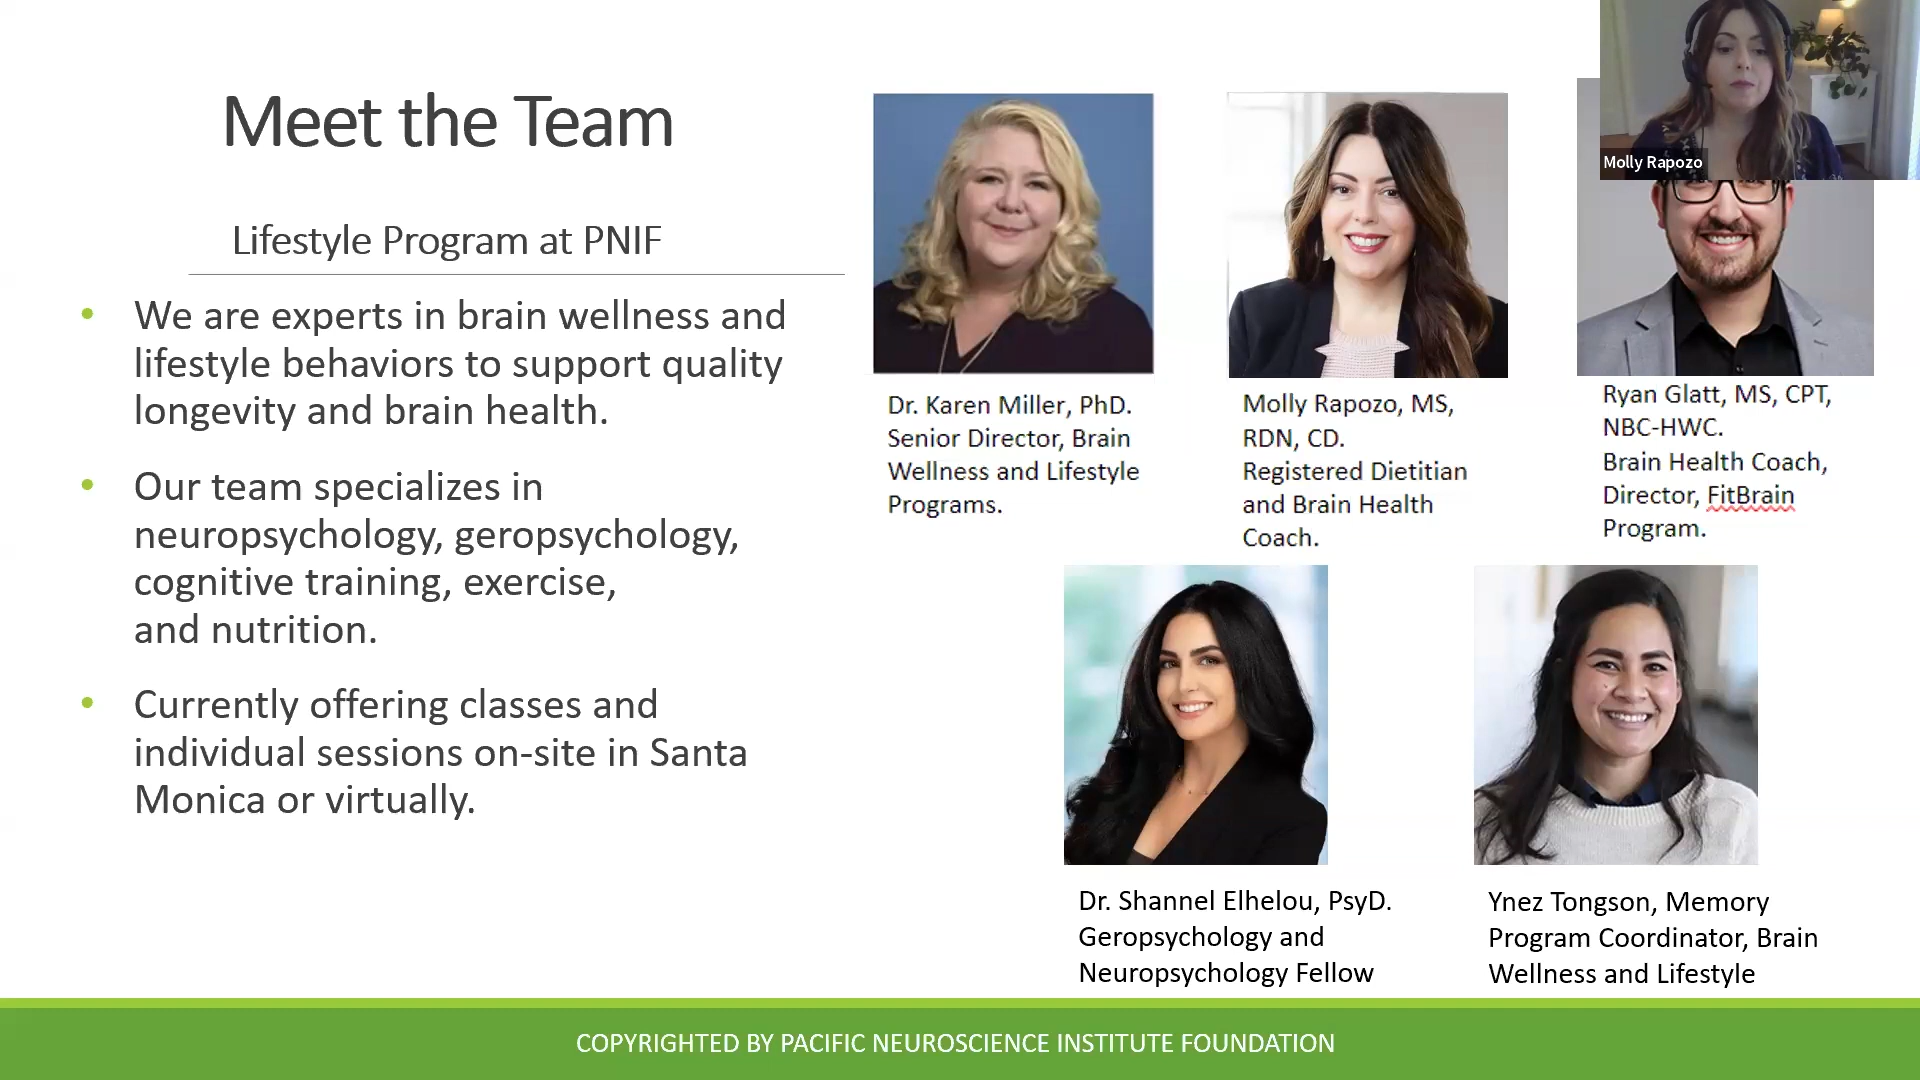 Meet the Team
Lifestyle Program at PNIF
• We are experts in brain wellness and
lifestyle behaviors to support quality
longevity and brain health.
• Our team specializes in
neuropsychology, geropsychology,
cognitive training, exercise,
and nutrition.
• Currently offering classes and
individual sessions on-site in Santa
Monica or virtually.
Dr. Karen Miller, PhD.
Senior Director, Brain
Wellness and Lifestyle
Programs.
Molly Rapozo, MS,
RDN, CD.
Registered Dietitian
and Brain Health
Coach.
Molly Rapozo
Ryan Glatt, MS, CPT,
NBC-HWC.
Brain Health Coach,
Director, FitBrain
Program.
Dr. Shannel Elhelou, PsyD.
Geropsychology and
Neuropsychology Fellow
Ynez Tongson, Memory
Program Coordinator, Brain
Wellness and Lifestyle
COPYRIGHTED BY PACIFIC NEUROSCIENCE INSTITUTE FOUNDATION